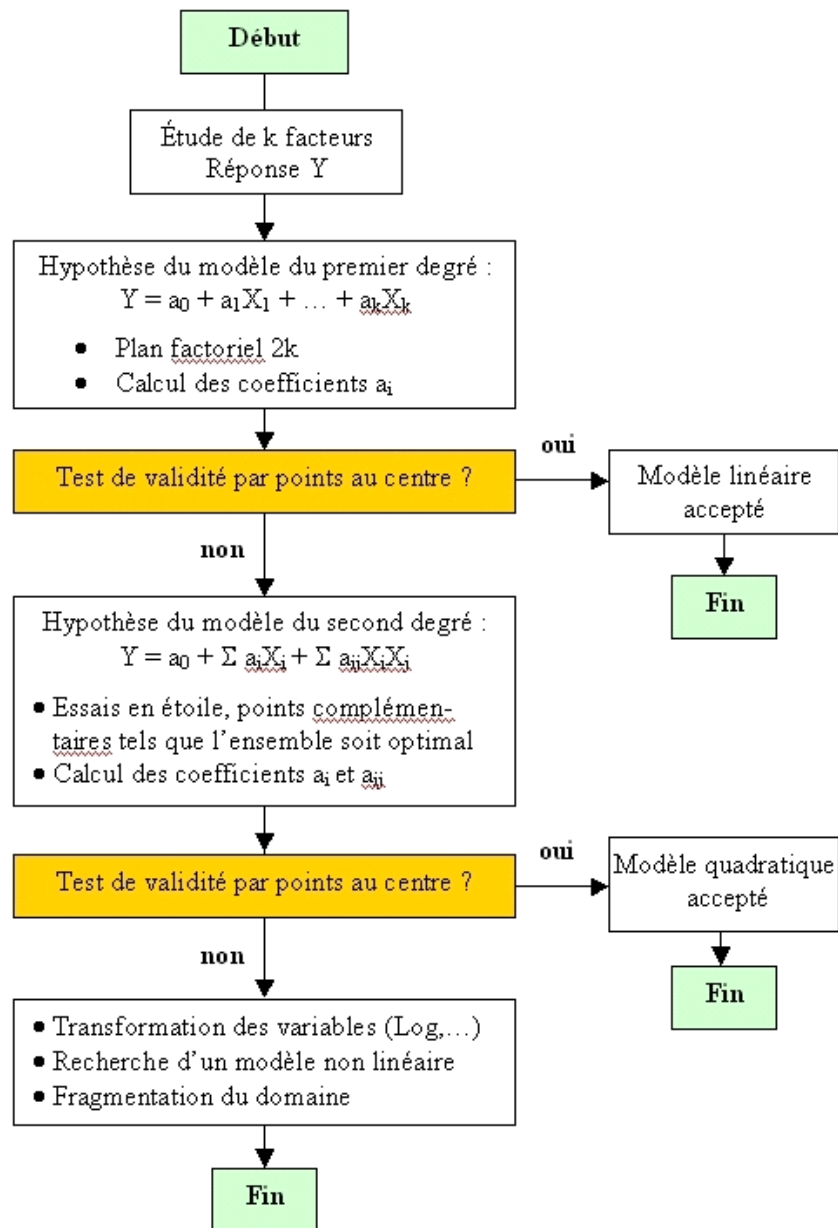 Début
Étude de k facteurs
Réponse Y
Hypothèse du modèle du premier degré :
Y = a₀ + a₁X₁ + … + aₖXₖ
• Plan factoriel 2k
• Calcul des coefficients aᵢ
Test de validité par points au centre ?
oui
Modèle linéaire
accepté
Fin
non
Hypothèse du modèle du second degré :
Y = a₀ + Σ aᵢXᵢ + Σ aᵢⱼXᵢXⱼ
• Essais en étoile, points complémen-
taires tels que l’ensemble soit optimal
• Calcul des coefficients aᵢ et aᵢⱼ
Test de validité par points au centre ?
oui
Modèle quadratique
accepté
Fin
non
• Transformation des variables (Log,…)
• Recherche d’un modèle non linéaire
• Fragmentation du domaine
Fin